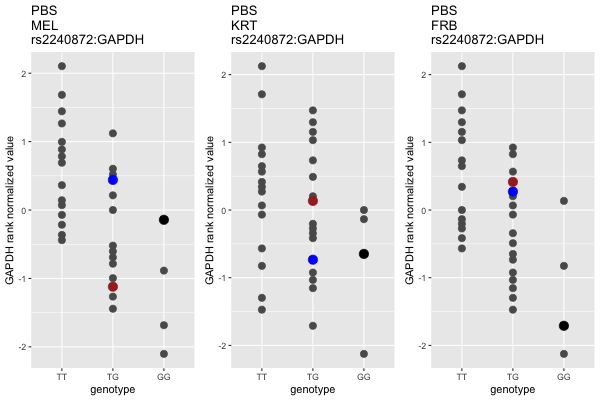 PBS
MEL
rs2240872:GAPDH
GAPDH rank normalized value
2
1
0
-1
-2
TT
TG
GG
genotype
PBS
KRT
rs2240872:GAPDH
GAPDH rank normalized value
2
1
0
-1
-2
TT
TG
GG
genotype
PBS
FRB
rs2240872:GAPDH
GAPDH rank normalized value
2
1
0
-1
-2
TT
TG
GG
genotype